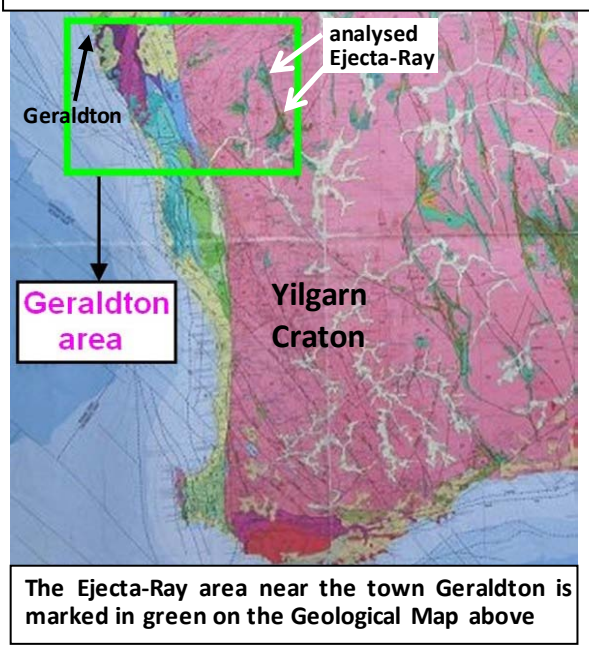 analysed
Ejecta-Ray
Geraldton
Geraldton
area
Yilgarn
Craton
The Ejecta-Ray area near the town Geraldton is
marked in green on the Geological Map above